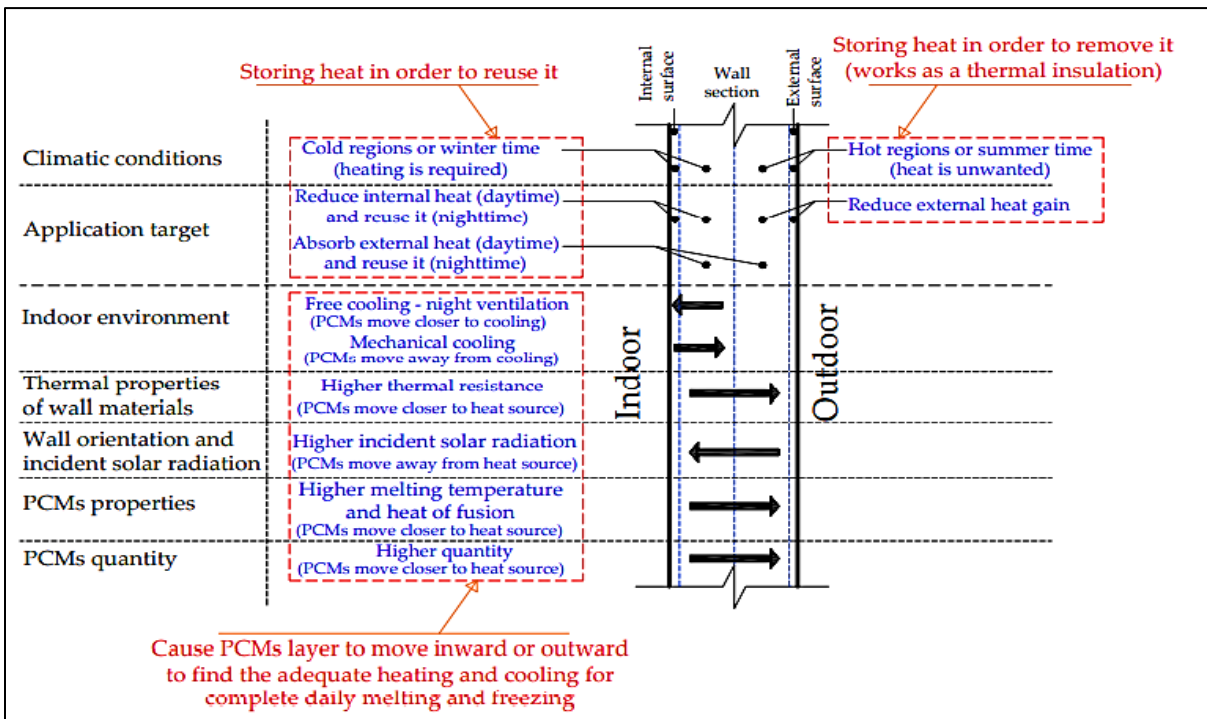 Storing heat in order to reuse it
Internal
surface
Wall
section
External
surface
Storing heat in order to remove it
(works as a thermal insulation)
Climatic conditions
Cold regions or winter time
(heating is required)
Hot regions or summer time
(heat is unwanted)
Application target
Reduce internal heat (daytime)
and reuse it (nighttime)
Reduce external heat gain
Absorb external heat (daytime)
and reuse it (nighttime)
Indoor environment
Free cooling - night ventilation
(PCMs move closer to cooling)
Mechanical cooling
(PCMs move away from cooling)
Indoor
Outdoor
Thermal properties
of wall materials
Higher thermal resistance
(PCMs move closer to heat source)
Wall orientation and
incident solar radiation
Higher incident solar radiation
(PCMs move away from heat source)
PCMs properties
Higher melting temperature
and heat of fusion
(PCMs move closer to heat source)
PCMs quantity
Higher quantity
(PCMs move closer to heat source)
Cause PCMs layer to move inward or outward
to find the adequate heating and cooling for
complete daily melting and freezing